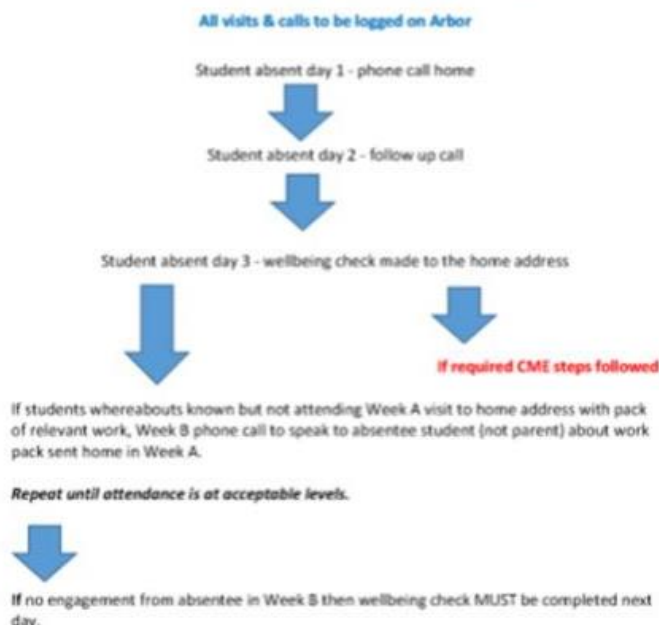 All visits & calls to be logged on Arbor
Student absent day 1 - phone call home
Student absent day 2 - follow up call
Student absent day 3 - wellbeing check made to the home address
If required CME steps followed
If students whereabouts known but not attending Week A visit to home address with pack
of relevant work, Week B phone call to speak to absentee student (not parent) about work
pack sent home in Week A.
Repeat until attendance is at acceptable levels.
If no engagement from absentee in Week B then wellbeing check MUST be completed next
day.